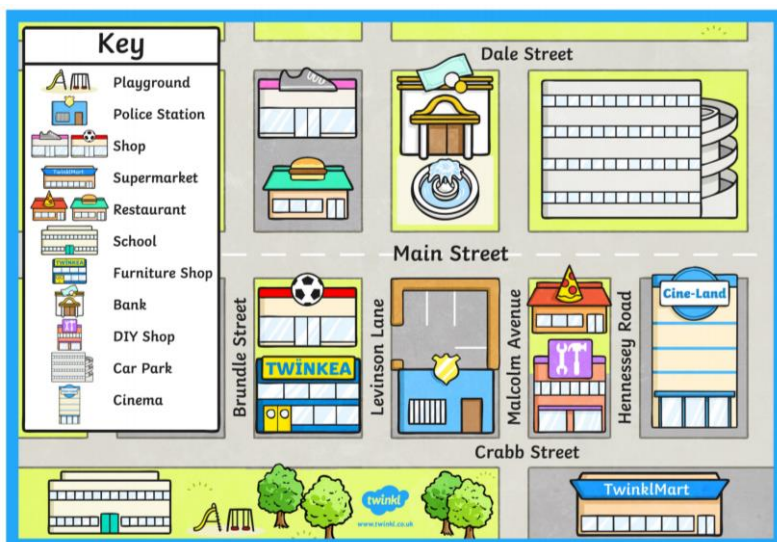 Key
Playground
Police Station
Shop
TwinklMart
Supermarket
Restaurant
School
TWINKEA
Furniture Shop
Bank
DIY Shop
Car Park
Cinema
Dale Street
Main Street
Brundle Street
Levinson Lane
Malcolm Avenue
Hennessey Road
Cine-Land
TWINKEA
Crabb Street
twinkl
www.twinkl.co.uk
TwinklMart